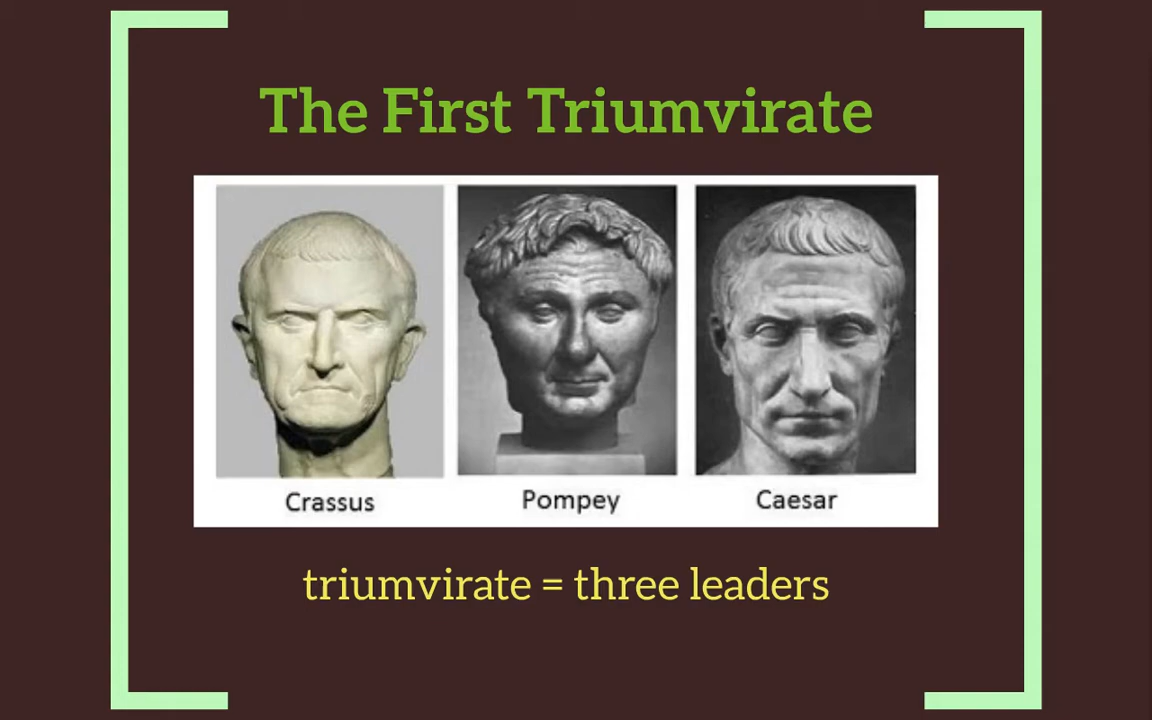 The First Triumvirate
Crassus Pompey Caesar
triumvirate = three leaders